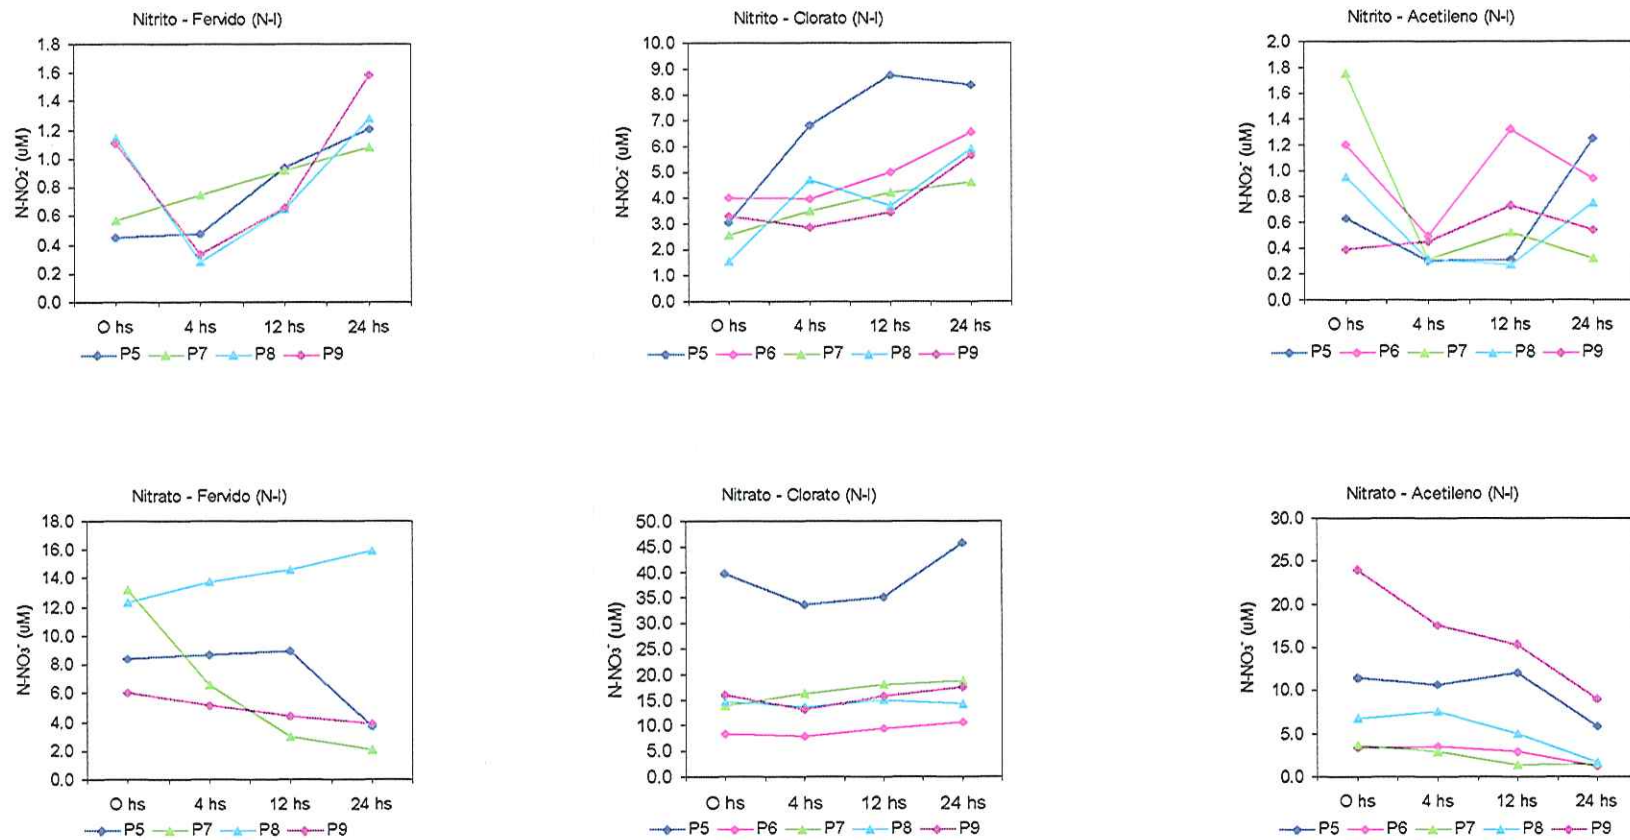 Nitrito - Fervido (N-I)
N-NO₂⁻ (uM)
1.8
1.6
1.4
1.2
1.0
0.8
0.6
0.4
0.2
0.0
O hs 4 hs 12 hs 24 hs
P5 P7 P8 P9
Nitrito - Clorato (N-I)
N-NO₂⁻ (uM)
10.0
9.0
8.0
7.0
6.0
5.0
4.0
3.0
2.0
1.0
0.0
O hs 4 hs 12 hs 24 hs
P5 P6 P7 P8 P9
Nitrito - Acetileno (N-I)
N-NO₂⁻ (uM)
2.0
1.8
1.6
1.4
1.2
1.0
0.8
0.6
0.4
0.2
0.0
O hs 4 hs 12 hs 24 hs
P5 P6 P7 P8 P9
Nitrato - Fervido (N-I)
N-NO₃⁻ (uM)
18.0
16.0
14.0
12.0
10.0
8.0
6.0
4.0
2.0
0.0
O hs 4 hs 12 hs 24 hs
P5 P7 P8 P9
Nitrato - Clorato (N-I)
N-NO₃⁻ (uM)
50.0
45.0
40.0
35.0
30.0
25.0
20.0
15.0
10.0
5.0
0.0
O hs 4 hs 12 hs 24 hs
P5 P6 P7 P8 P9
Nitrato - Acetileno (N-I)
N-NO₃⁻ (uM)
30.0
25.0
20.0
15.0
10.0
5.0
0.0
O hs 4 hs 12 hs 24 hs
P5 P6 P7 P8 P9